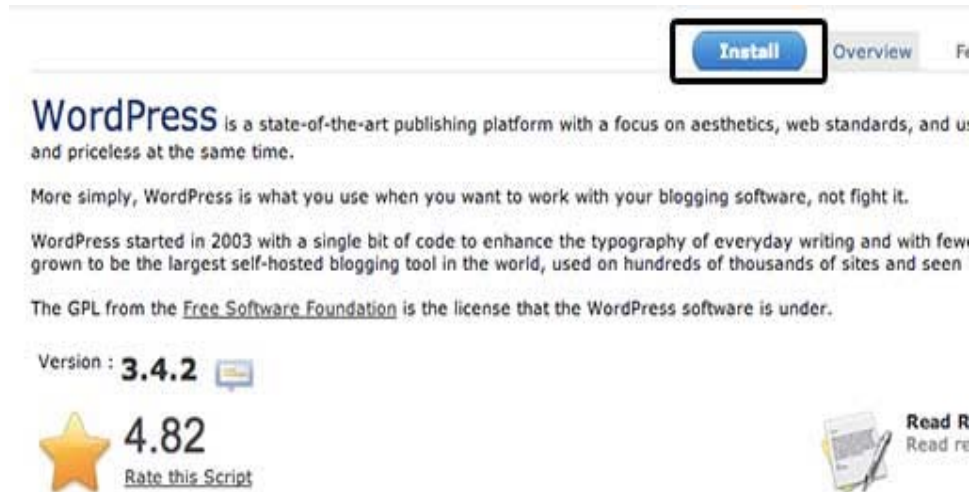 Install Overview
WordPress is a state-of-the-art publishing platform with a focus on aesthetics, web standards, and
and priceless at the same time.
More simply, WordPress is what you use when you want to work with your blogging software, not fight it.
WordPress started in 2003 with a single bit of code to enhance the typography of everyday writing and with
grown to be the largest self-hosted blogging tool in the world, used on hundreds of thousands of sites and seen
The GPL from the Free Software Foundation is the license that the WordPress software is under.
Version : 3.4.2
4.82
Rate this Script
Read R
Read re